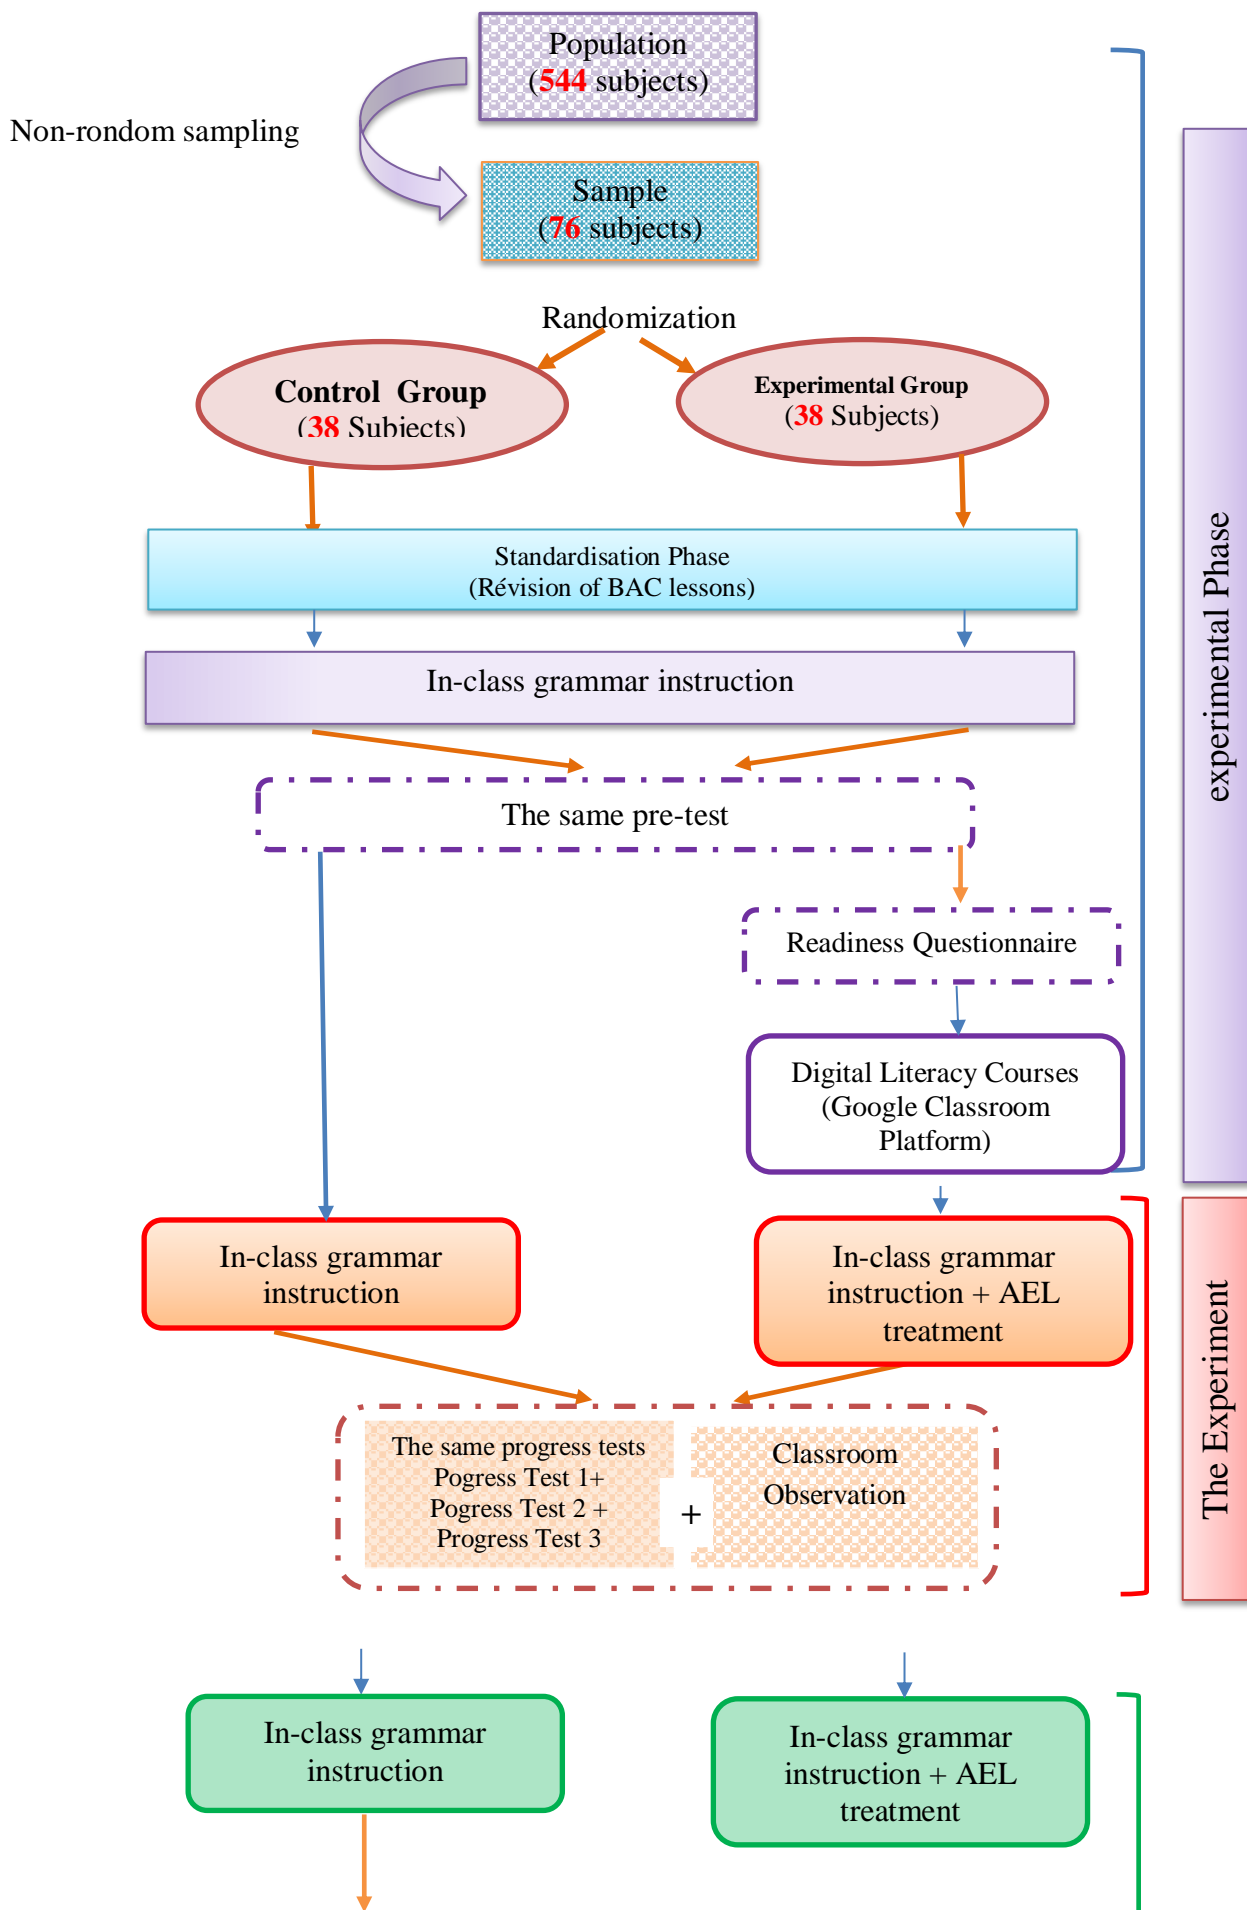 Population
(544 subjects)
Non-rondom sampling
Sample
(76 subjects)
Randomization
Control Group
(38 Subjects)
Experimental Group
(38 Subjects)
Standardisation Phase
(Révision of BAC lessons)
In-class grammar instruction
The same pre-test
Readiness Questionnaire
Digital Literacy Courses
(Google Classroom
Platform)
experimental Phase
In-class grammar
instruction
In-class grammar
instruction + AEL
treatment
The same progress tests
Pogress Test 1+
Pogress Test 2 +
Progress Test 3
+
Classroom
Observation
The Experiment
In-class grammar
instruction
In-class grammar
instruction + AEL
treatment